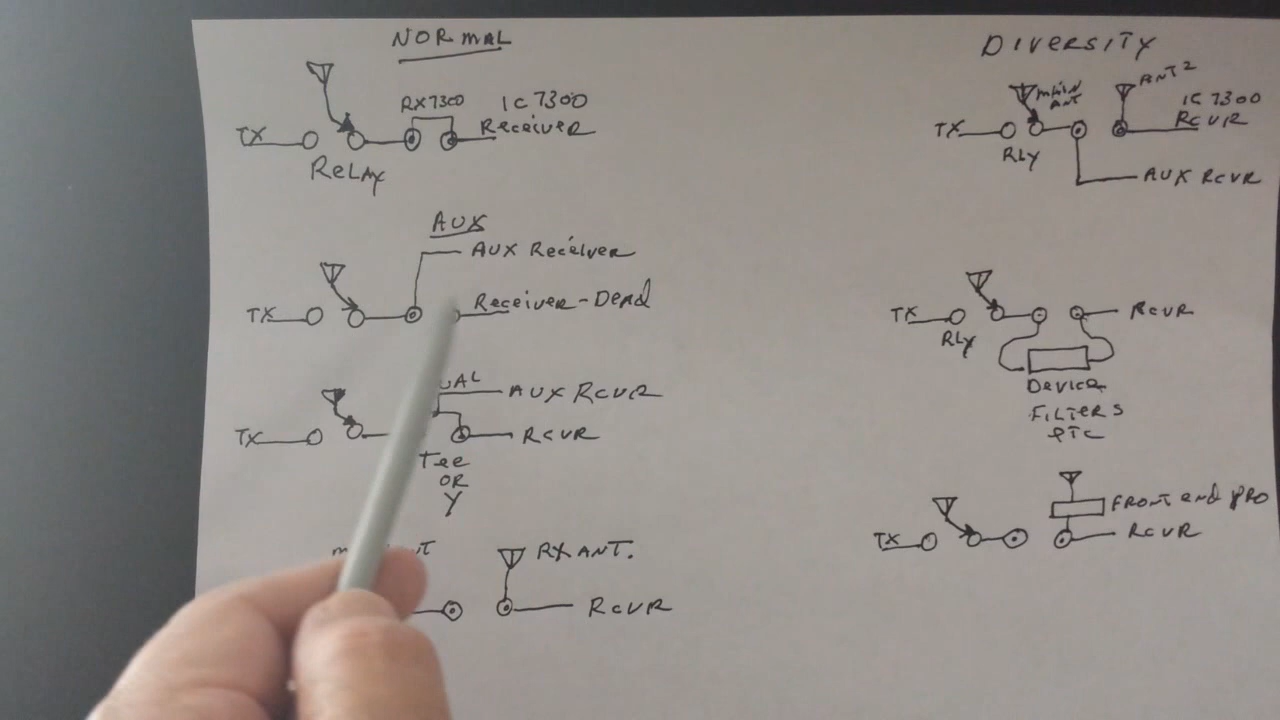 NORMAL
RX7300
IC 7300
TX
Receiver
RELAY
AUX
AUX Receiver
TX
Receiver - Dead
AUX RCVR
TX
RCVR
Tee
OR
Y
RX ANT.
RCVR
DIVERSITY
MAIN
ANT
ANT 2
IC 7300
RCVR
TX
RLY
AUX RCVR
TX
RCVR
RLY
Device
FILTERS
ETC
FRONT end PRO
TX
RCVR